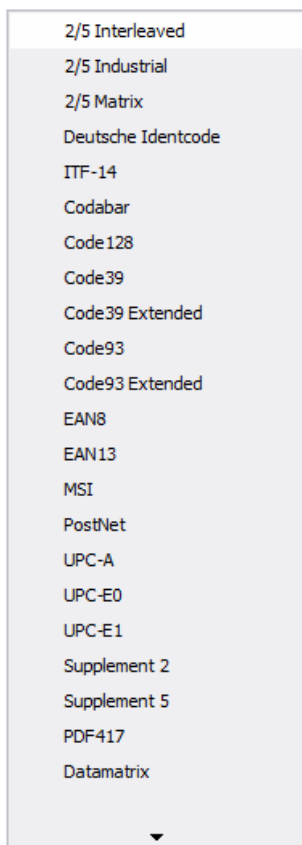 2/5 Interleaved
2/5 Industrial
2/5 Matrix
Deutsche Identcode
ITF-14
Codabar
Code128
Code39
Code39 Extended
Code93
Code93 Extended
EAN8
EAN13
MSI
PostNet
UPC-A
UPC-E0
UPC-E1
Supplement 2
Supplement 5
PDF417
Datamatrix